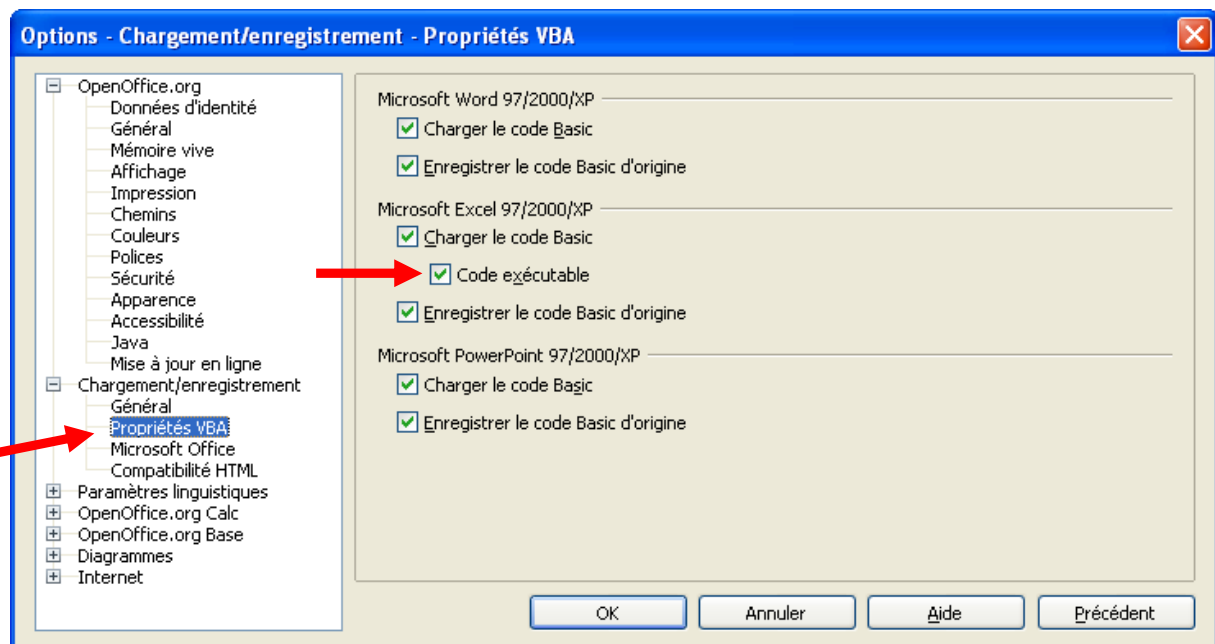 Options - Chargement/enregistrement - Propriétés VBA
OpenOffice.org
Données d'identité
Général
Mémoire vive
Affichage
Impression
Chemins
Couleurs
Polices
Sécurité
Apparence
Accessibilité
Java
Mise à jour en ligne
Chargement/enregistrement
Général
Propriétés VBA
Microsoft Office
Compatibilité HTML
Paramètres linguistiques
OpenOffice.org Calc
OpenOffice.org Base
Diagrammes
Internet
Microsoft Word 97/2000/XP
Charger le code Basic
Enregistrer le code Basic d'origine
Microsoft Excel 97/2000/XP
Charger le code Basic
Code exécutable
Enregistrer le code Basic d'origine
Microsoft PowerPoint 97/2000/XP
Charger le code Basic
Enregistrer le code Basic d'origine
OK
Annuler
Aide
Précédent